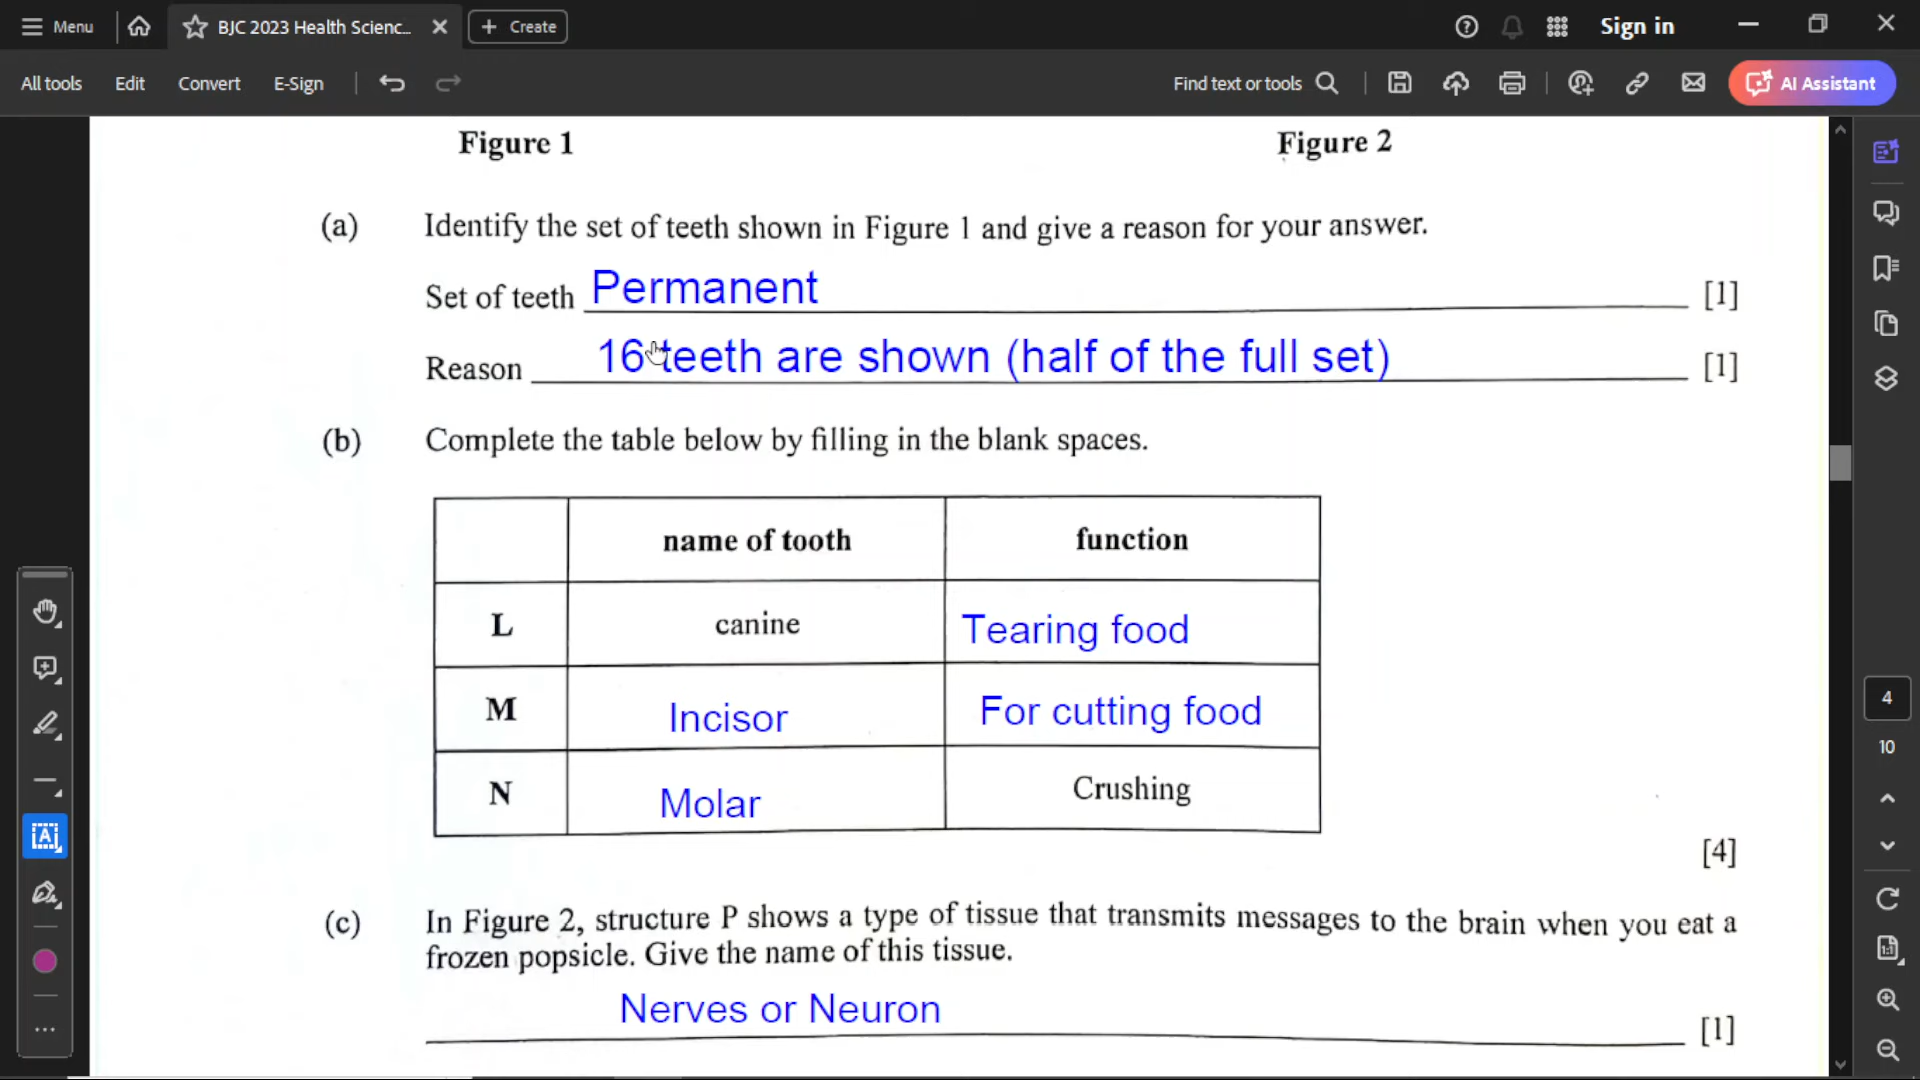 Menu
BJC 2023 Health Scienc...
Create
Sign in
All tools
Edit
Convert
E-Sign
Find text or tools
AI Assistant
Figure 1
Figure 2
(a) Identify the set of teeth shown in Figure 1 and give a reason for your answer.
Set of teeth Permanent [1]
Reason 16 teeth are shown (half of the full set) [1]
(b) Complete the table below by filling in the blank spaces.
name of tooth function
L canine Tearing food
M Incisor For cutting food
N Molar Crushing
[4]
(c) In Figure 2, structure P shows a type of tissue that transmits messages to the brain when you eat a
frozen popsicle. Give the name of this tissue.
Nerves or Neuron [1]
4
10